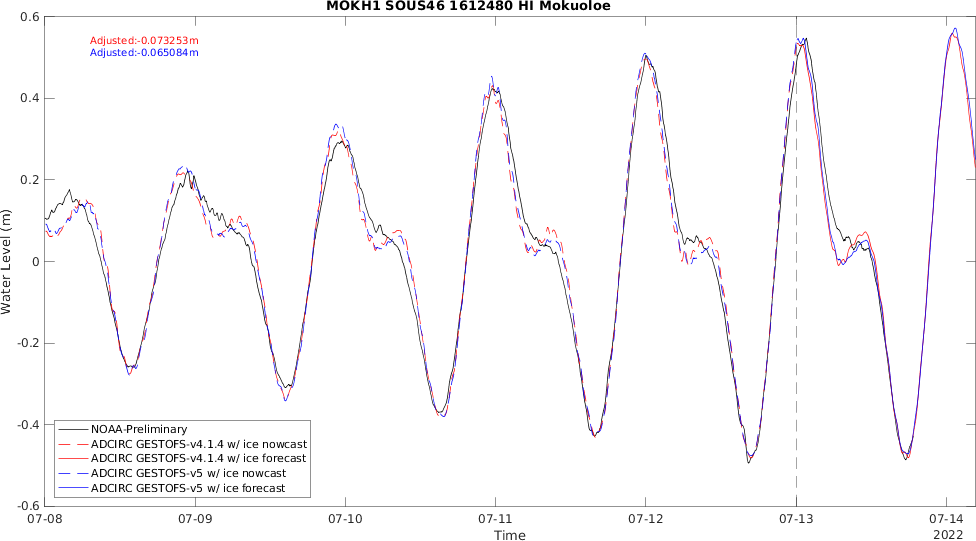 MOKH1 SOUS46 1612480 HI Mokuoloe
Adjusted:-0.073253m
Adjusted:-0.065084m
0.6
0.4
0.2
0
-0.2
-0.4
-0.6
Water Level (m)
NOAA-Preliminary
ADCIRC GESTOFS-v4.1.4 w/ ice nowcast
ADCIRC GESTOFS-v4.1.4 w/ ice forecast
ADCIRC GESTOFS-v5 w/ ice nowcast
ADCIRC GESTOFS-v5 w/ ice forecast
07-08 07-09 07-10 07-11 07-12 07-13 07-14
Time 2022